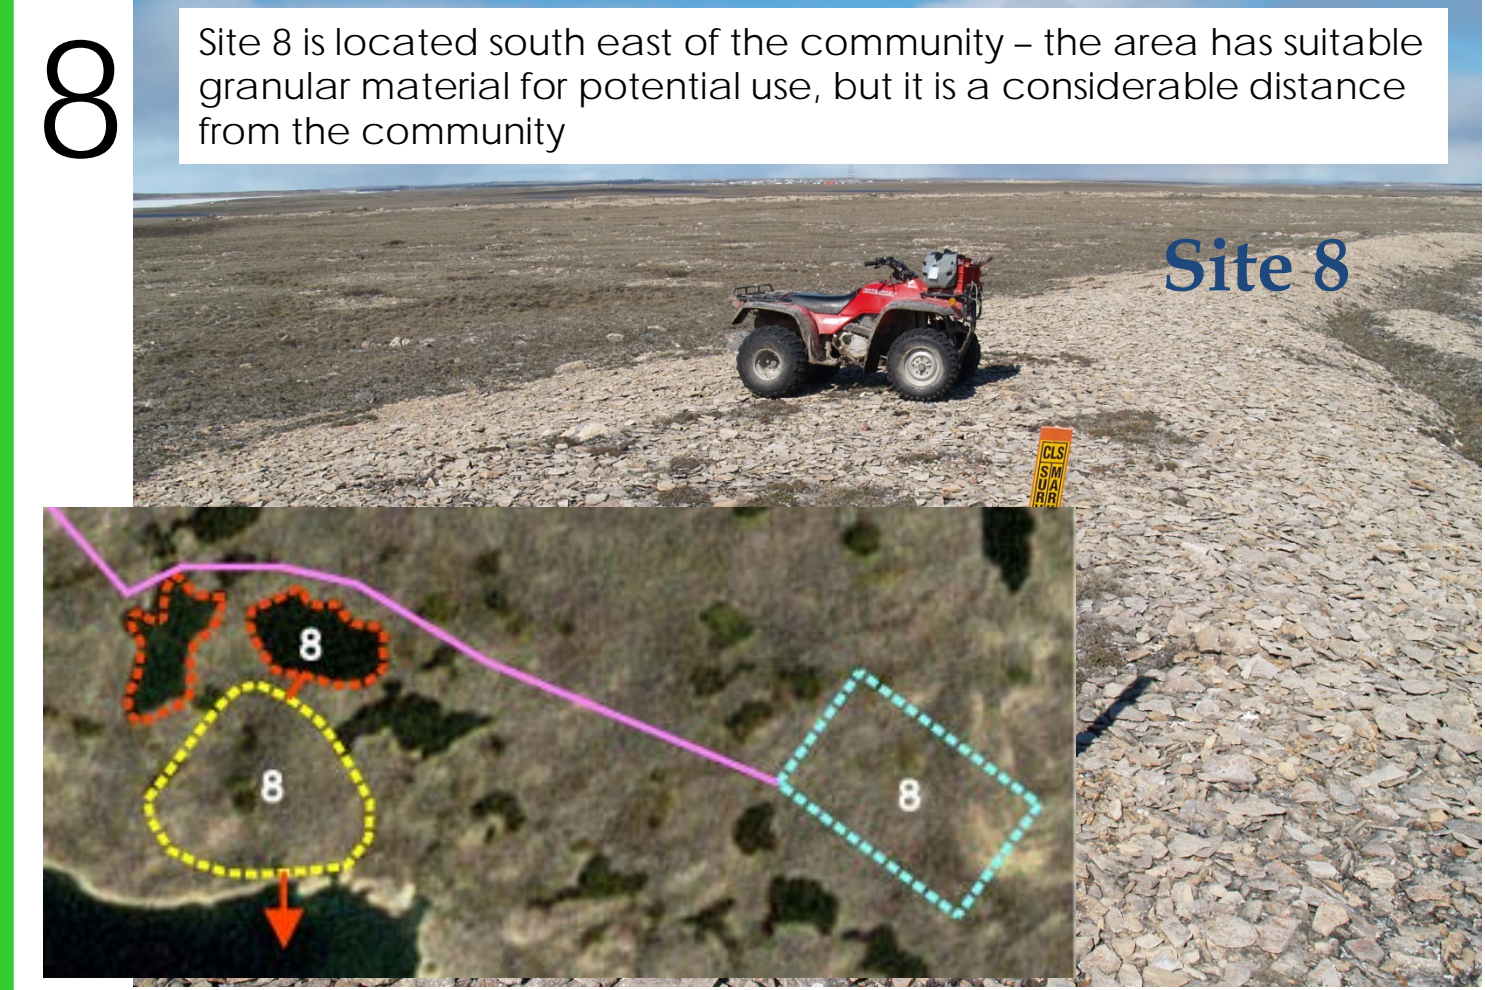 8
Site 8 is located south east of the community – the area has suitable
granular material for potential use, but it is a considerable distance
from the community
Site 8
CLS
SURV
MAR
8
8
8